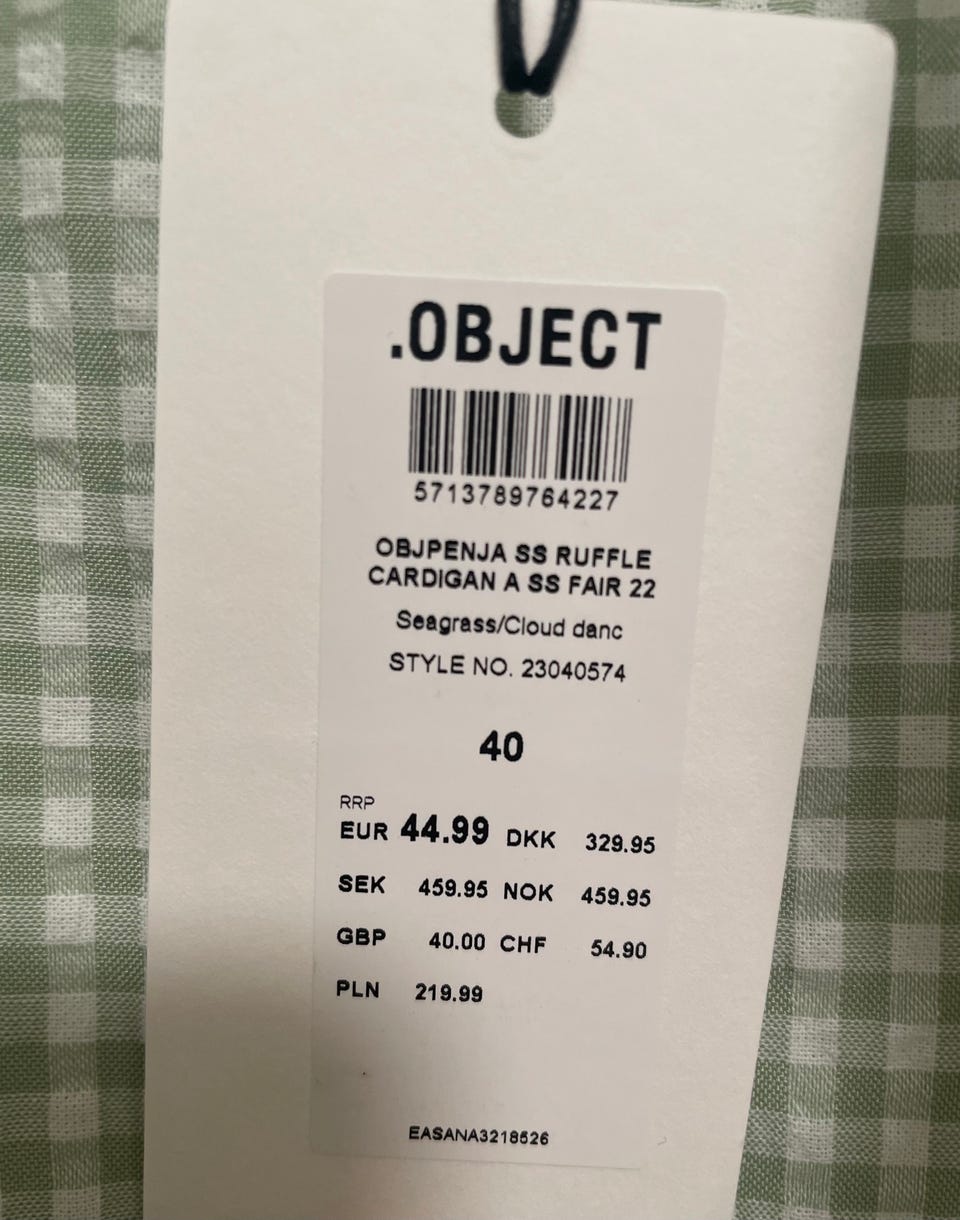 .OBJECT
5713789764227
OBJPENJA SS RUFFLE
CARDIGAN A SS FAIR 22
Seagrass/Cloud danc
STYLE NO. 23040574
40
RRP
EUR 44.99 DKK 329.95
SEK 459.95 NOK 459.95
GBP 40.00 CHF 54.90
PLN 219.99
EASANA3218526